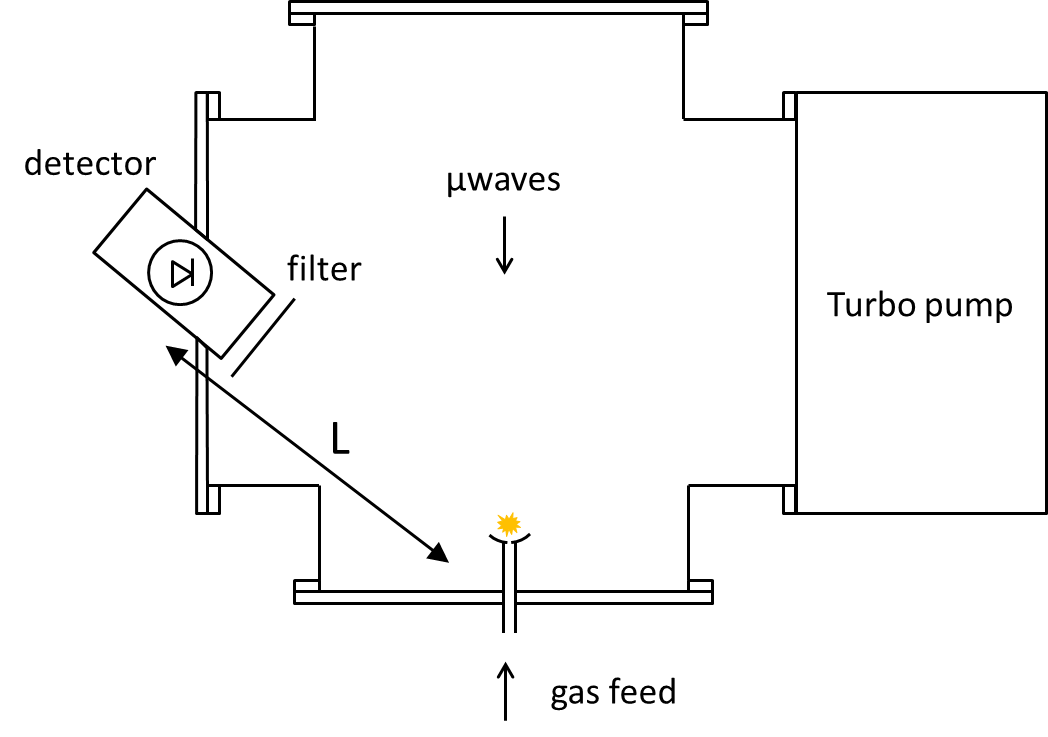 detector
μwaves
filter
Turbo pump
L
gas feed